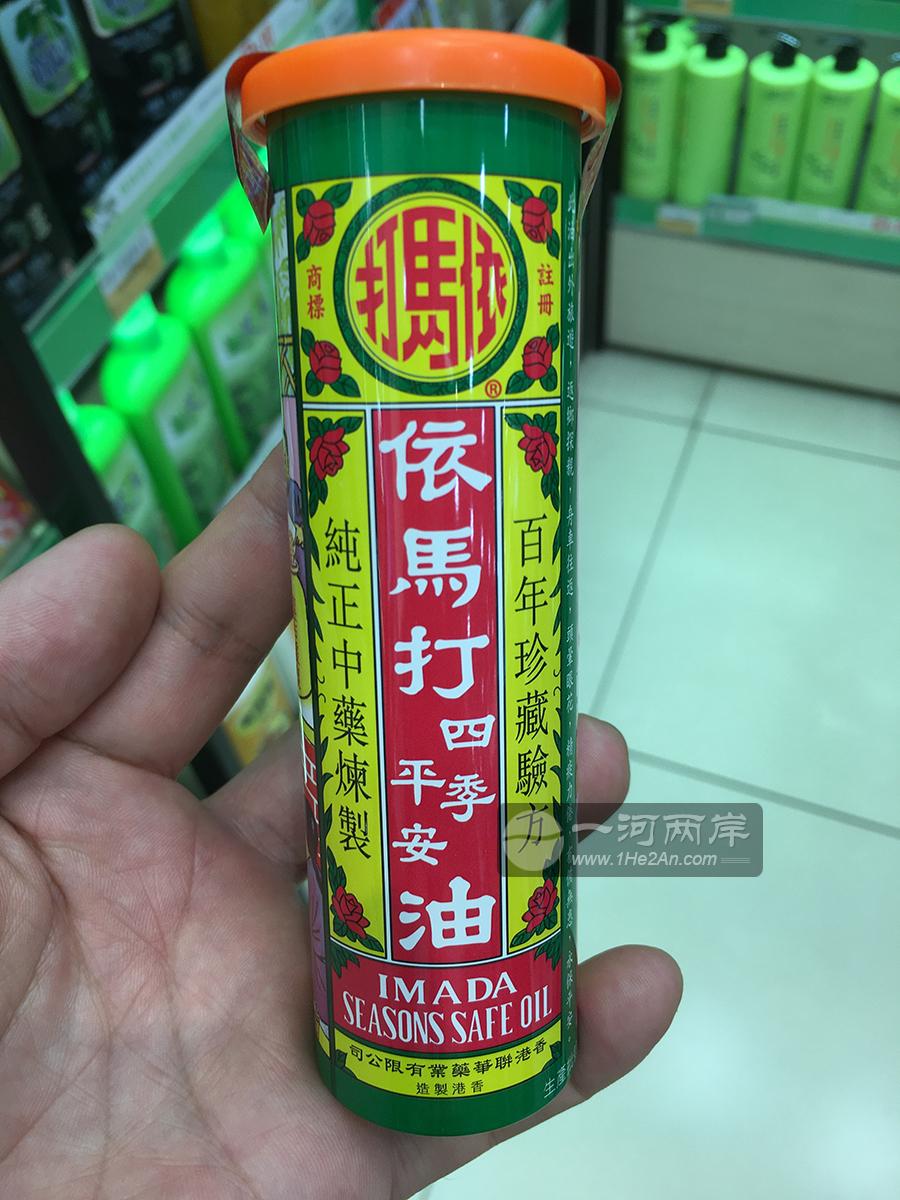 依馬打
註冊
商標
®
百年珍藏驗方
依馬打
四季
平安
油
純正中藥煉製
IMADA
SEASONS SAFE OIL
香港聯華藥業有限公司
香港製造
生產
一河两岸
www.1He2An.com